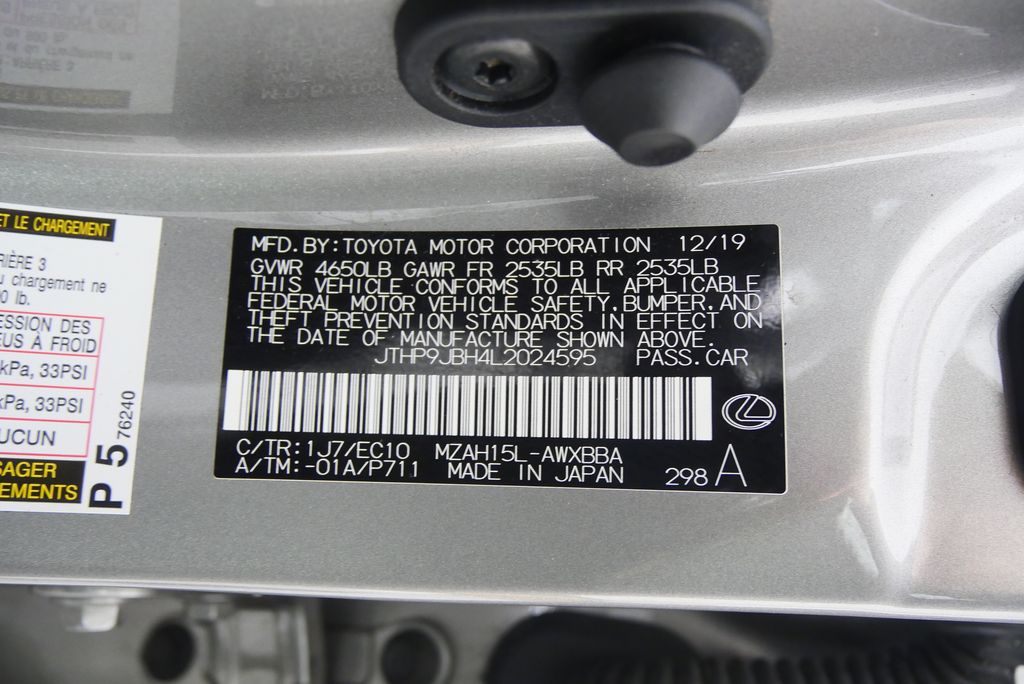 ET LE CHARGEMENT
RIÈRE 3
u chargement ne
0 lb.
ESSION DES
EUS À FROID
kPa, 33PSI
kPa, 33PSI
UCUN
SAGER
EMENTS
P 5 76240
MFD. BY: TOYOTA MOTOR CORPORATION 12/19
GVWR 4650LB GAWR FR 2535LB RR 2535LB
THIS VEHICLE CONFORMS TO ALL APPLICABLE
FEDERAL MOTOR VEHICLE SAFETY, BUMPER, AND
THEFT PREVENTION STANDARDS IN EFFECT ON
THE DATE OF MANUFACTURE SHOWN ABOVE.
JTHP9JBH4L2024595 PASS.CAR
C/TR: 1J7/EC10 MZAH15L-AWXBBA
A/TM: -01A/P711 MADE IN JAPAN 298 A